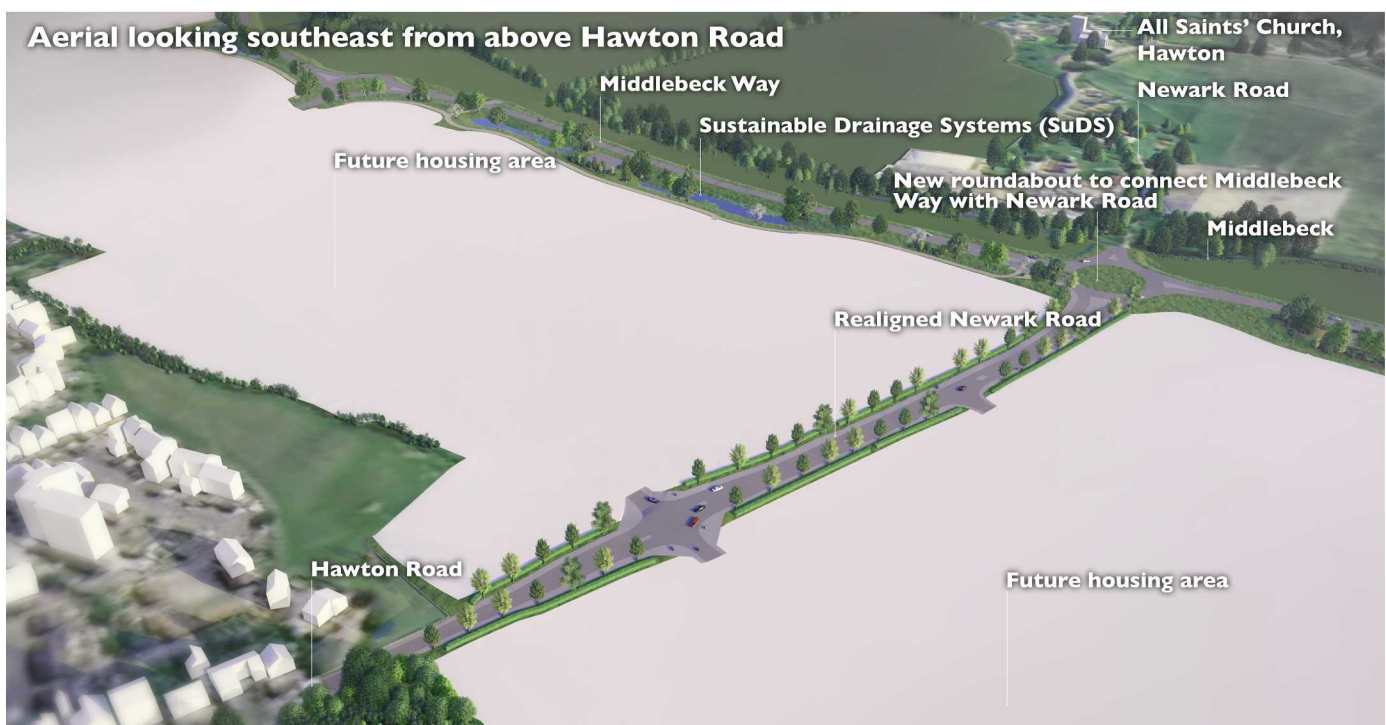 Aerial looking southeast from above Hawton Road
All Saints’ Church,
Hawton
Middlebeck Way
Newark Road
Sustainable Drainage Systems (SuDS)
Future housing area
New roundabout to connect Middlebeck
Way with Newark Road
Middlebeck
Realigned Newark Road
Hawton Road
Future housing area